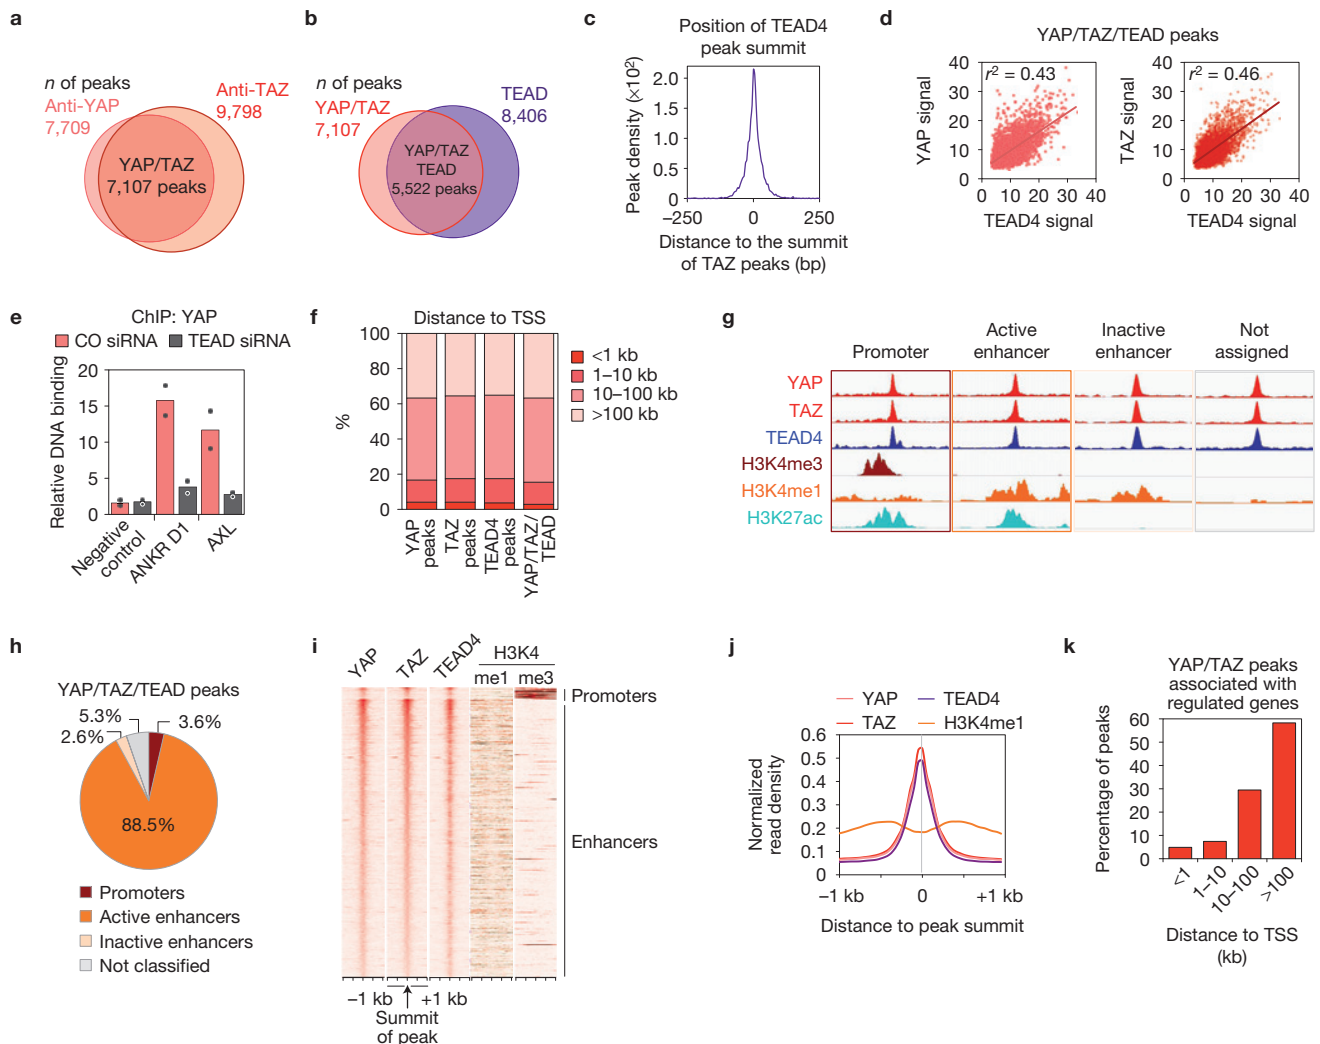 a
n of peaks
Anti-YAP
7,709
Anti-TAZ
9,798
YAP/TAZ
7,107 peaks
b
n of peaks
YAP/TAZ
7,107
TEAD
8,406
YAP/TAZ
TEAD
5,522 peaks
c
Position of TEAD4
peak summit
Peak density (×10²)
2.0
1.5
1.0
0.5
0
−250
0
250
Distance to the summit
of TAZ peaks (bp)
d
YAP/TAZ/TEAD peaks
YAP signal
40
30
20
10
0
r² = 0.43
0 10 20 30 40
TEAD4 signal
TAZ signal
40
30
20
10
0
r² = 0.46
0 10 20 30 40
TEAD4 signal
e
ChIP: YAP
CO siRNA
TEAD siRNA
Relative DNA binding
20
15
10
5
0
Negative
control
ANKR D1
AXL
f
Distance to TSS
%
100
80
60
40
20
0
YAP
peaks
TAZ
peaks
TEAD4
peaks
YAP/TAZ/
TEAD
<1 kb
1–10 kb
10–100 kb
>100 kb
g
Promoter
Active
enhancer
Inactive
enhancer
Not
assigned
YAP
TAZ
TEAD4
H3K4me3
H3K4me1
H3K27ac
h
YAP/TAZ/TEAD peaks
5.3%
3.6%
2.6%
88.5%
Promoters
Active enhancers
Inactive enhancers
Not classified
i
YAP
TAZ
TEAD4
H3K4
me1
me3
Promoters
Enhancers
−1 kb
+1 kb
Summit
of peak
j
YAP
TAZ
TEAD4
H3K4me1
Normalized
read density
0.6
0.5
0.4
0.3
0.2
0.1
0
−1 kb
0
+1 kb
Distance to peak summit
k
YAP/TAZ peaks
associated with
regulated genes
Percentage of peaks
60
50
40
30
20
10
0
<1
1–10
10–100
>100
Distance to TSS
(kb)